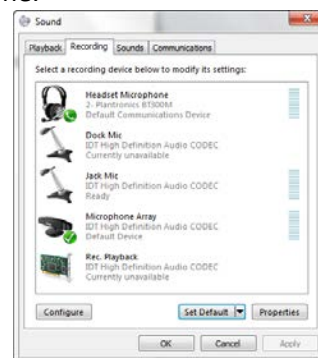 Sound
Playback Recording Sounds Communications
Select a recording device below to modify its settings:
Headset Microphone
2- Plantronics BT300M
Default Communications Device
Dock Mic
IDT High Definition Audio CODEC
Currently unavailable
Jack Mic
IDT High Definition Audio CODEC
Ready
Microphone Array
IDT High Definition Audio CODEC
Default Device
Rec. Playback
IDT High Definition Audio CODEC
Currently unavailable
Configure Set Default Properties
OK Cancel Apply